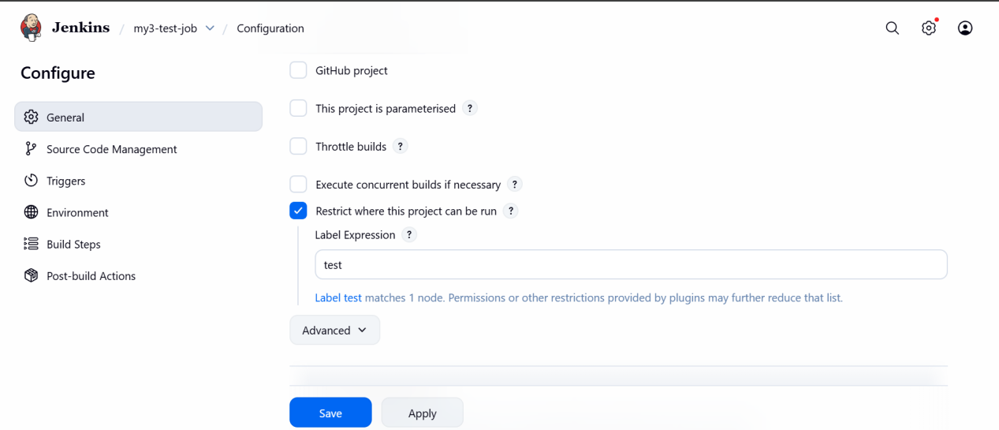 Jenkins / my3-test-job / Configuration
Configure
General
Source Code Management
Triggers
Environment
Build Steps
Post-build Actions
GitHub project
This project is parameterised ?
Throttle builds ?
Execute concurrent builds if necessary ?
Restrict where this project can be run ?
Label Expression ?
test
Label test matches 1 node. Permissions or other restrictions provided by plugins may further reduce that list.
Advanced
Save Apply